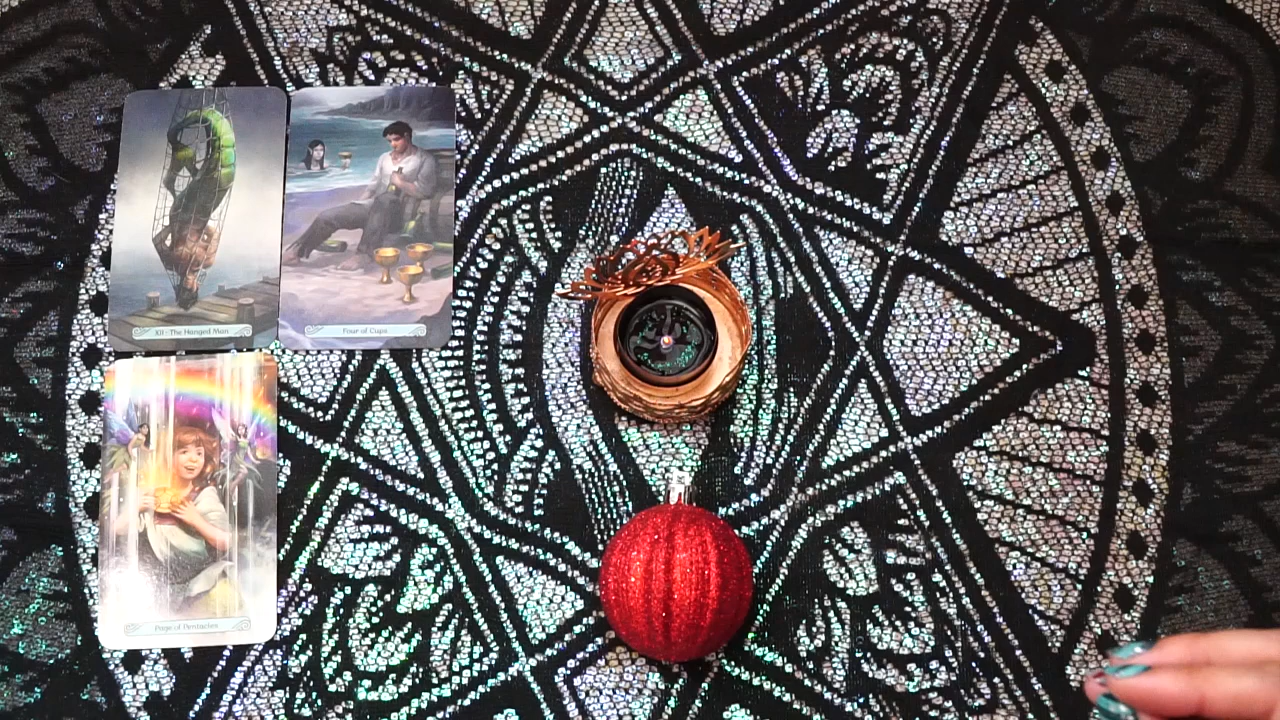 XII - The Hanged Man
Four of Cups
Page of Pentacles